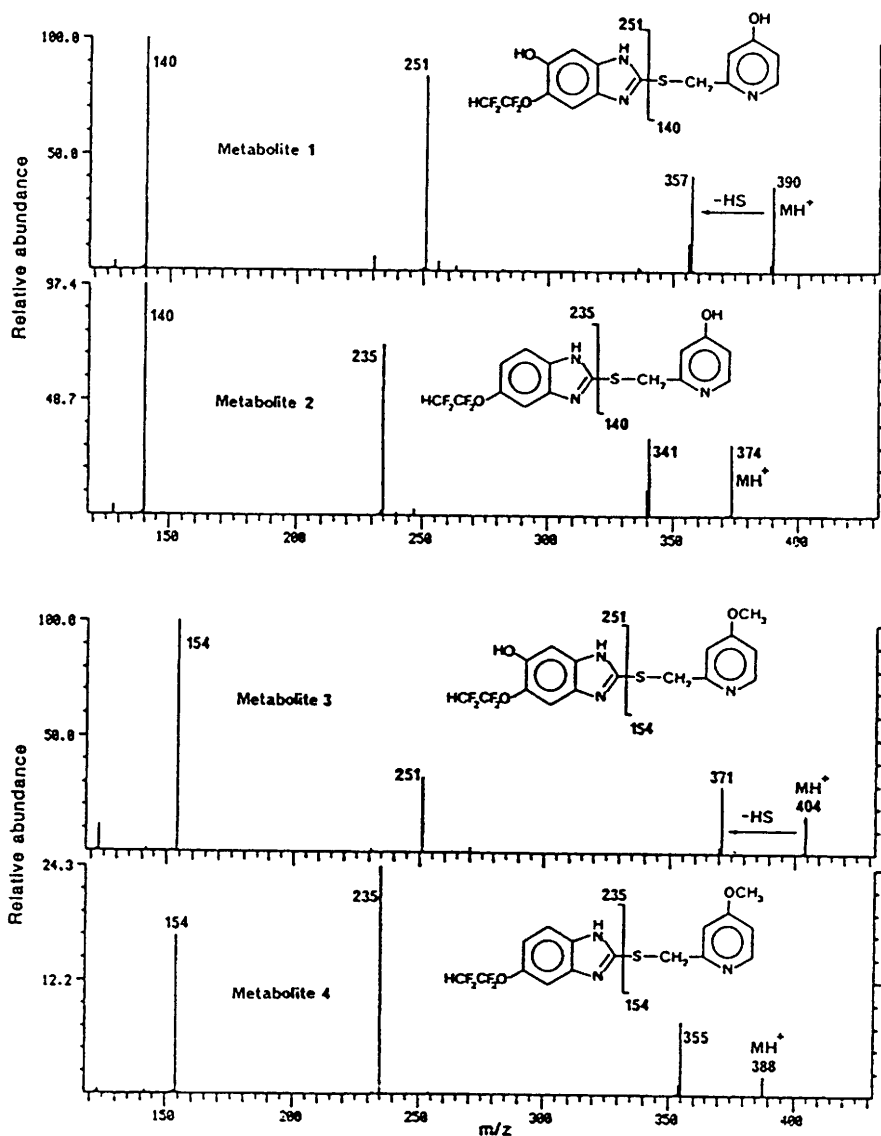 Relative abundance
100.0
50.0
140
251
Metabolite 1
357
-HS
390
MH+
251
140
HO
HCF2CF2O
H
N
N
S
CH2
N
OH
97.4
48.7
140
235
Metabolite 2
341
374
MH+
235
140
HCF2CF2O
H
N
N
S
CH2
N
OH
150
200
250
300
350
400
Relative abundance
100.0
50.0
154
251
Metabolite 3
371
-HS
MH+
404
251
154
HO
HCF2CF2O
H
N
N
S
CH2
N
OCH3
24.3
12.2
154
235
Metabolite 4
355
MH+
388
235
154
HCF2CF2O
H
N
N
S
CH2
N
OCH3
150
200
250
300
350
400
m/z